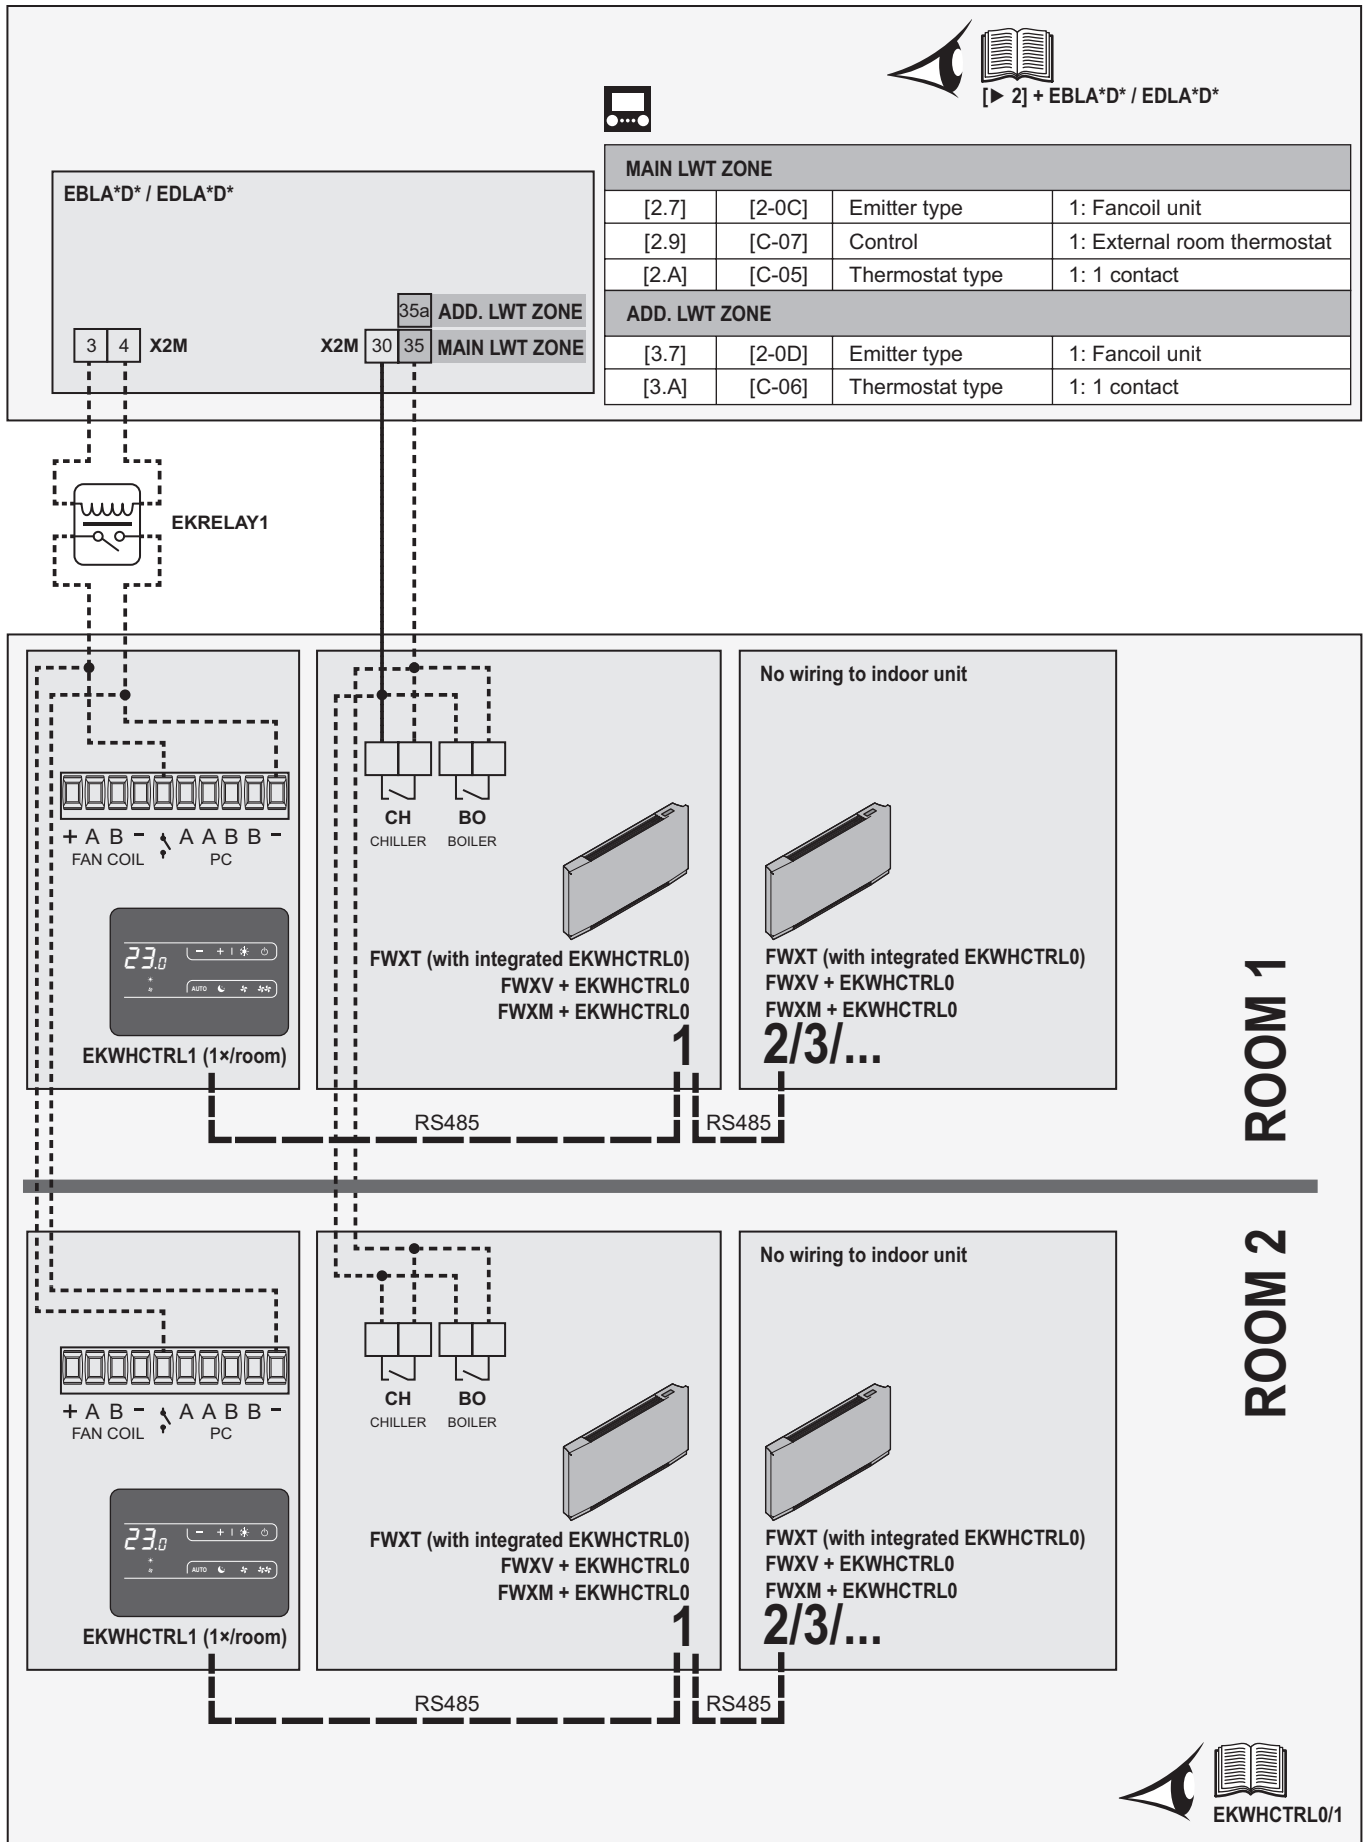 [▶ 2] + EBLA*D* / EDLA*D*
MAIN LWT ZONE
[2.7] [2-0C] Emitter type 1: Fancoil unit
[2.9] [C-07] Control 1: External room thermostat
[2.A] [C-05] Thermostat type 1: 1 contact
ADD. LWT ZONE
[3.7] [2-0D] Emitter type 1: Fancoil unit
[3.A] [C-06] Thermostat type 1: 1 contact
EBLA*D* / EDLA*D*
35a ADD. LWT ZONE
3 4 X2M X2M 30 35 MAIN LWT ZONE
EKRELAY1
ROOM 1
+ A B - A A B B -
FAN COIL PC
23.0
AUTO
EKWHCTRL1 (1×/room)
CH BO
CHILLER BOILER
FWXT (with integrated EKWHCTRL0)
FWXV + EKWHCTRL0
FWXM + EKWHCTRL0
1
No wiring to indoor unit
FWXT (with integrated EKWHCTRL0)
FWXV + EKWHCTRL0
FWXM + EKWHCTRL0
2/3/...
RS485 RS485
ROOM 2
+ A B - A A B B -
FAN COIL PC
23.0
AUTO
EKWHCTRL1 (1×/room)
CH BO
CHILLER BOILER
FWXT (with integrated EKWHCTRL0)
FWXV + EKWHCTRL0
FWXM + EKWHCTRL0
1
No wiring to indoor unit
FWXT (with integrated EKWHCTRL0)
FWXV + EKWHCTRL0
FWXM + EKWHCTRL0
2/3/...
RS485 RS485
EKWHCTRL0/1